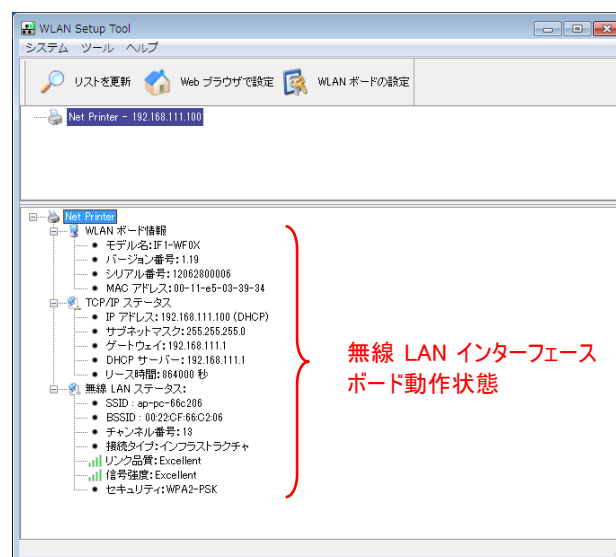 WLAN Setup Tool
システム ツール ヘルプ
リストを更新 Web ブラウザで設定 WLAN ボードの設定
Net Printer - 192.168.111.100
Net Printer
WLAN ボード情報
モデル名:IF1-WF0X
バージョン番号:1.19
シリアル番号:12062800006
MAC アドレス:00-11-e5-03-39-34
TCP/IP ステータス
IP アドレス:192.168.111.100 (DHCP)
サブネットマスク:255.255.255.0
ゲートウェイ:192.168.111.1
DHCP サーバー:192.168.111.1
リース時間:864000 秒
無線 LAN ステータス:
SSID : ap-pc-66c206
BSSID : 00:22:CF:66:C2:06
チャンネル番号:13
接続タイプ:インフラストラクチャ
リンク品質:Excellent
信号強度:Excellent
セキュリティ:WPA2-PSK
無線 LAN インターフェース
ボード動作状態